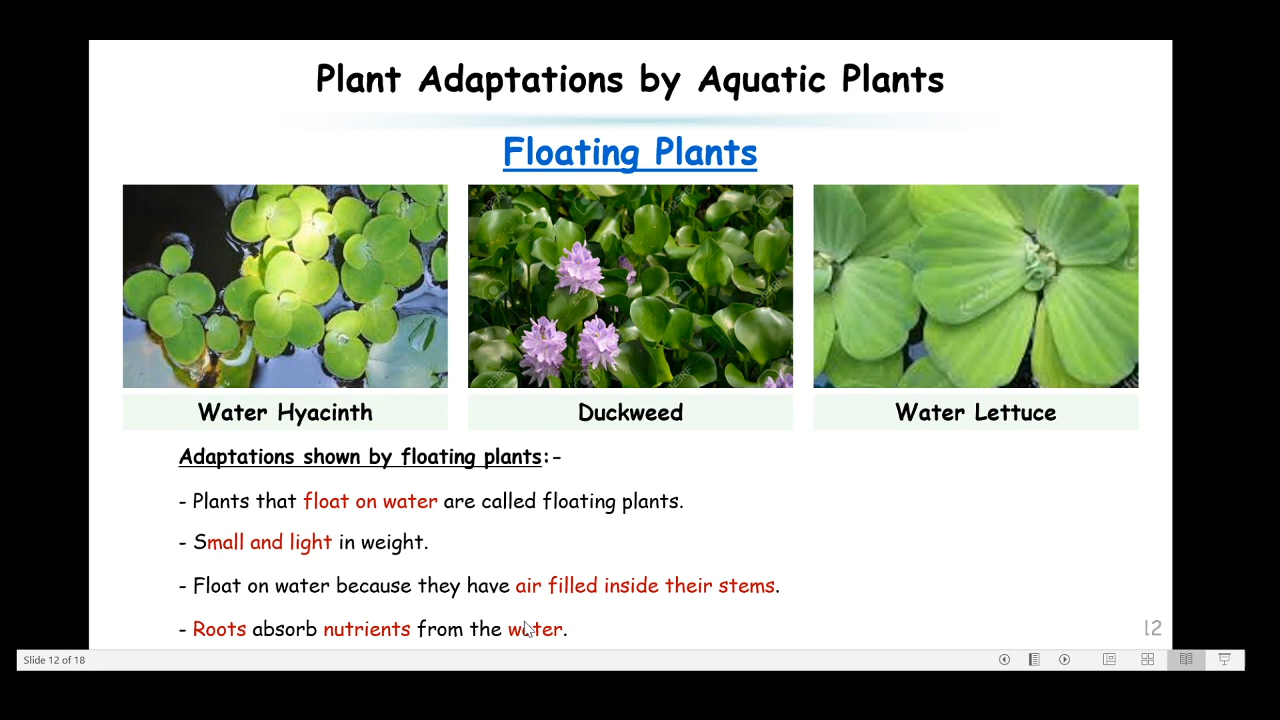 Plant Adaptations by Aquatic Plants
Floating Plants
Water Hyacinth
Duckweed
Water Lettuce
Adaptations shown by floating plants:-
- Plants that float on water are called floating plants.
- Small and light in weight.
- Float on water because they have air filled inside their stems.
- Roots absorb nutrients from the water.
12
Slide 12 of 18